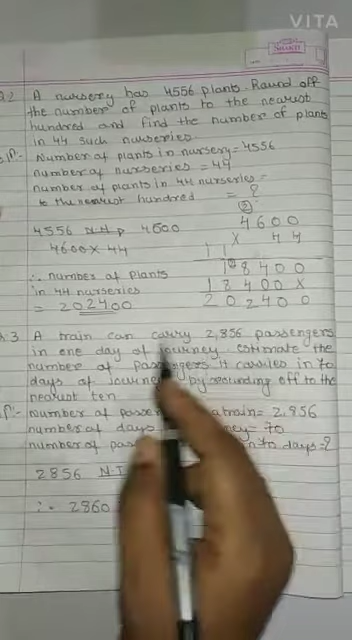 VITA
Q.2 A nursery has 4556 plants. Round off
the number of plants to the nearest
hundred and find the number of plants
in 44 such nurseries.
Number of plants in nursery = 4556
number of nurseries = 44
number of plants in 44 nurseries =
to the nearest hundred = ?
4556 N.H.P 4600
4600 × 44
4600
× 44
18400
18400 ×
202400
∴ number of plants
in 44 nurseries
= 202400
Q.3 A train can carry 2,856 passengers
in one day of journey. estimate the
number of passengers it carries in 70
days of journey by rounding off to the
nearest ten
Number of passen a train = 2,856
number of days ney = 70
number of pas in 70 days = ?
2856 N.T
∴ 2860